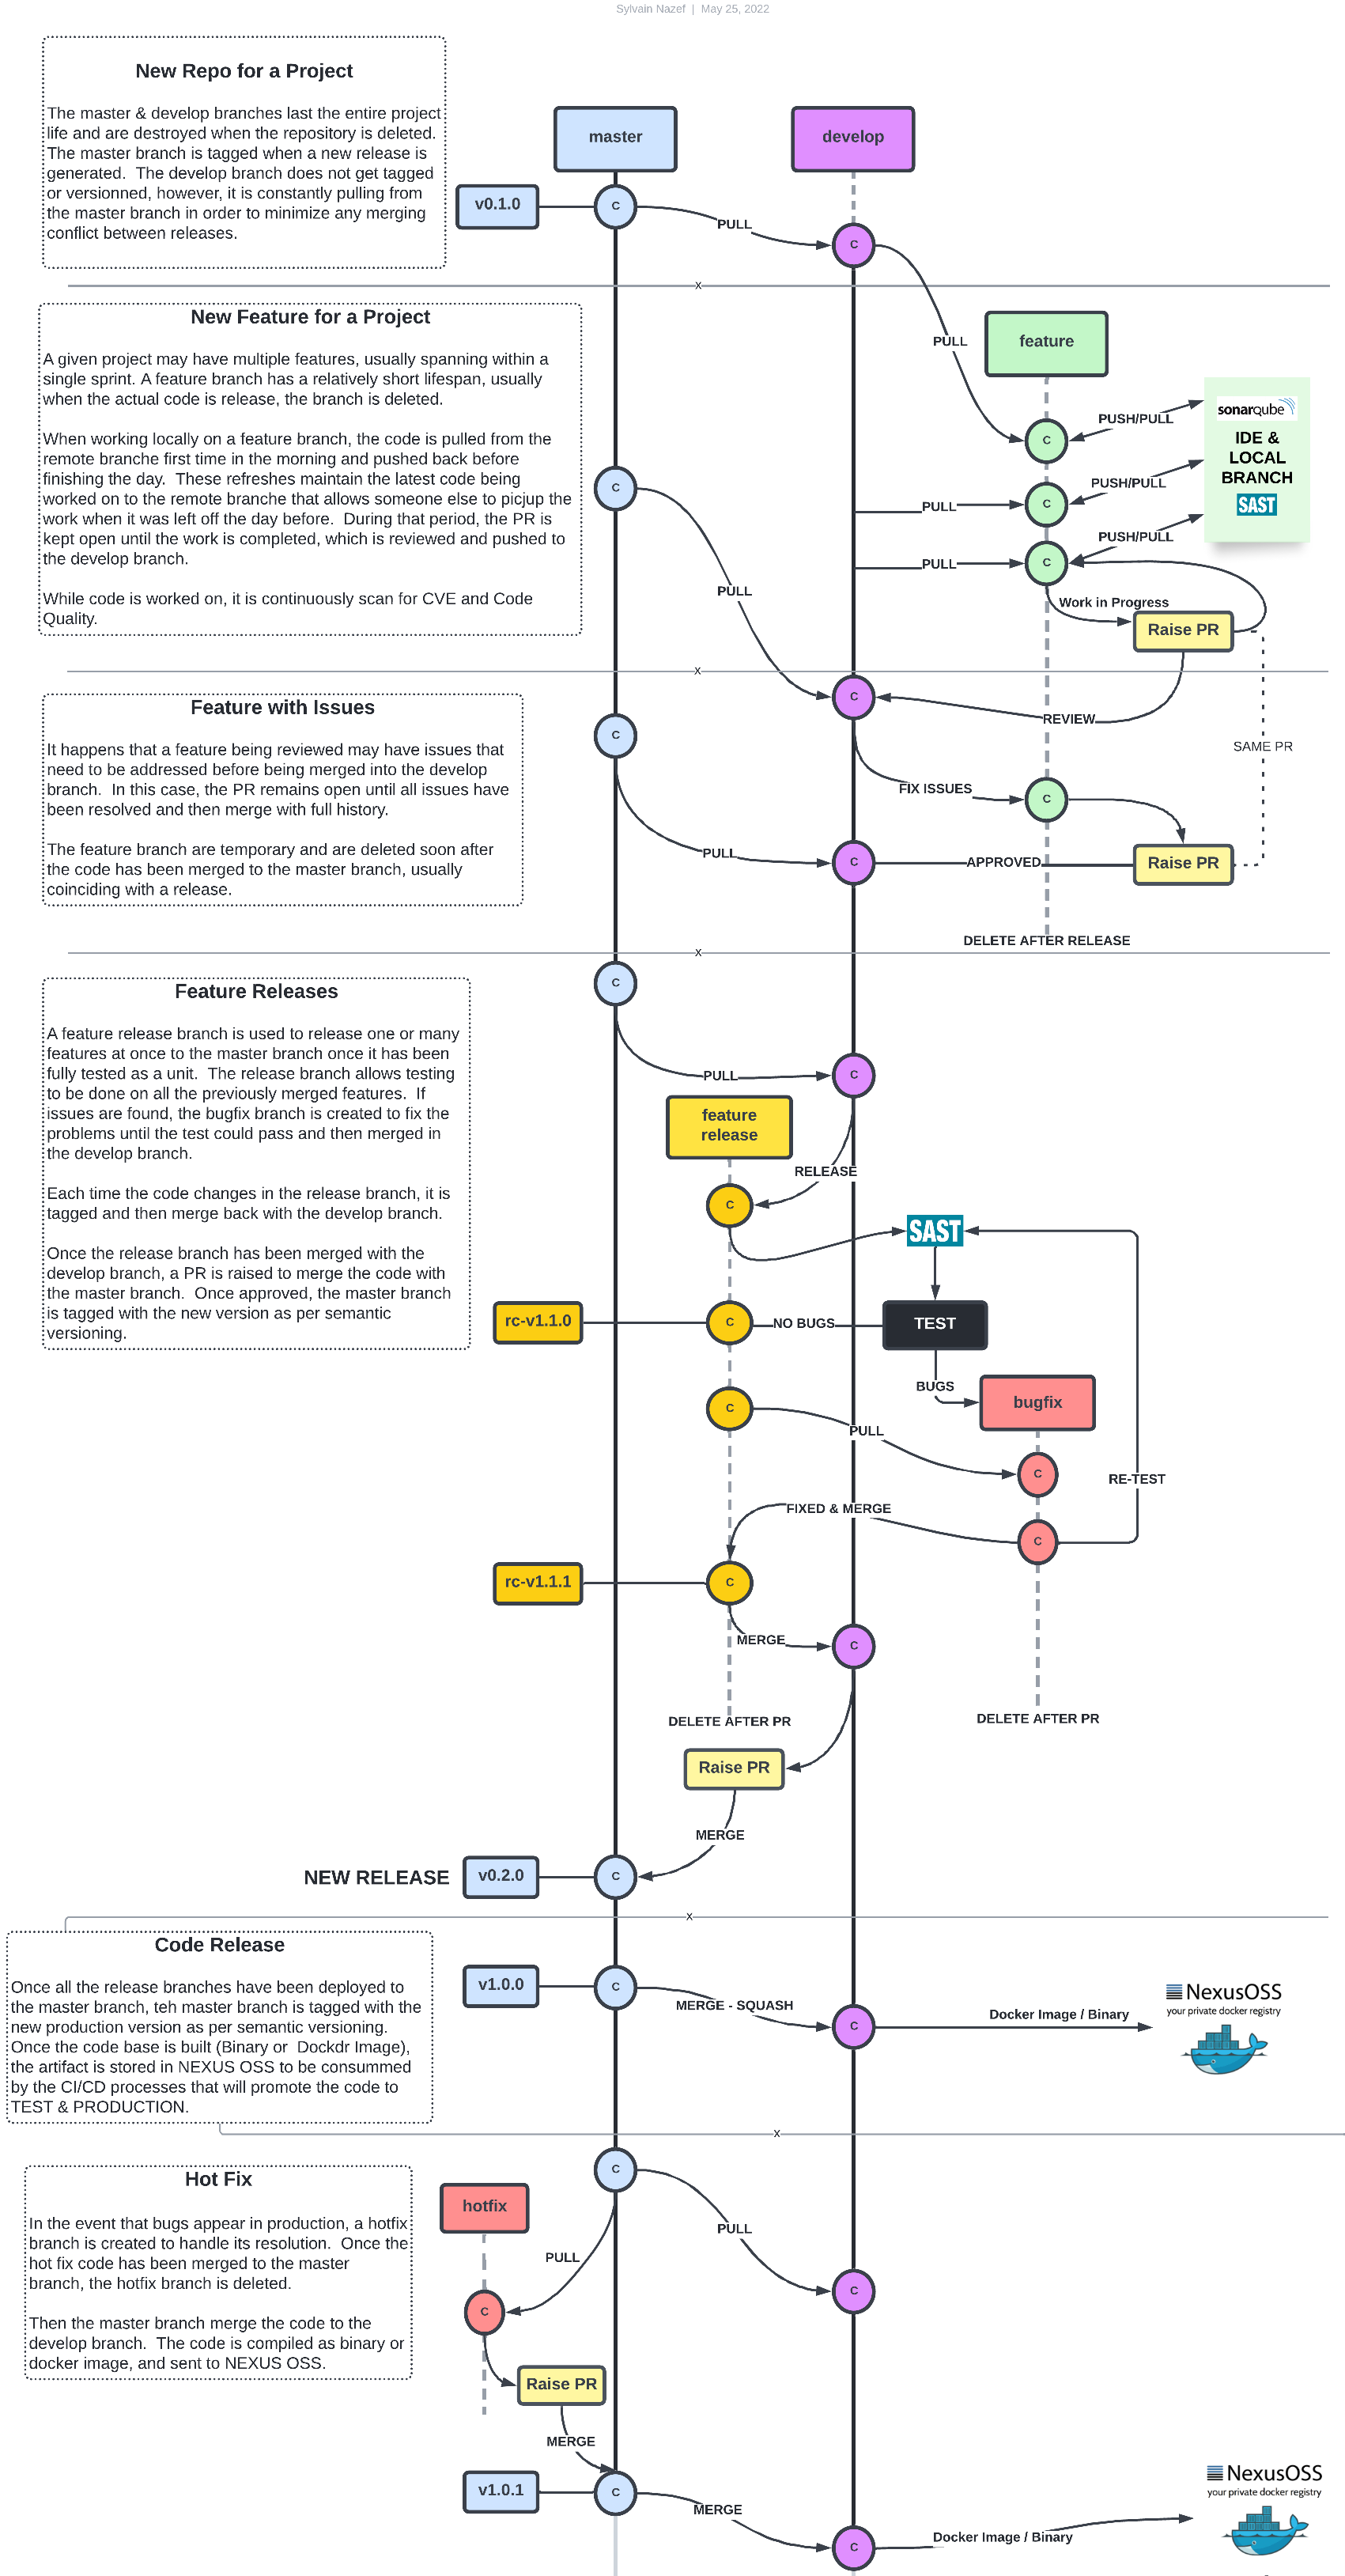 Sylvain Nazef | May 25, 2022
New Repo for a Project
The master & develop branches last the entire project
life and are destroyed when the repository is deleted.
The master branch is tagged when a new release is
generated. The develop branch does not get tagged
or versionned, however, it is constantly pulling from
the master branch in order to minimize any merging
conflict between releases.
master
develop
v0.1.0
C
PULL
C
x
New Feature for a Project
A given project may have multiple features, usually spanning within a
single sprint. A feature branch has a relatively short lifespan, usually
when the actual code is release, the branch is deleted.
When working locally on a feature branch, the code is pulled from the
remote branche first time in the morning and pushed back before
finishing the day. These refreshes maintain the latest code being
worked on to the remote branche that allows someone else to picjup the
work when it was left off the day before. During that period, the PR is
kept open until the work is completed, which is reviewed and pushed to
the develop branch.
While code is worked on, it is continuously scan for CVE and Code
Quality.
PULL
feature
C
PUSH/PULL
sonarqube
IDE &
LOCAL
BRANCH
SAST
C
PULL
C
PUSH/PULL
PULL
C
PUSH/PULL
PULL
Work in Progress
Raise PR
x
Feature with Issues
It happens that a feature being reviewed may have issues that
need to be addressed before being merged into the develop
branch. In this case, the PR remains open until all issues have
been resolved and then merge with full history.
The feature branch are temporary and are deleted soon after
the code has been merged to the master branch, usually
coinciding with a release.
C
C
REVIEW
SAME PR
FIX ISSUES
C
PULL
C
APPROVED
Raise PR
DELETE AFTER RELEASE
x
Feature Releases
A feature release branch is used to release one or many
features at once to the master branch once it has been
fully tested as a unit. The release branch allows testing
to be done on all the previously merged features. If
issues are found, the bugfix branch is created to fix the
problems until the test could pass and then merged in
the develop branch.
Each time the code changes in the release branch, it is
tagged and then merge back with the develop branch.
Once the release branch has been merged with the
develop branch, a PR is raised to merge the code with
the master branch. Once approved, the master branch
is tagged with the new version as per semantic
versioning.
C
PULL
C
feature
release
RELEASE
C
SAST
rc-v1.1.0
C
NO BUGS
TEST
BUGS
bugfix
C
PULL
C
RE-TEST
FIXED & MERGE
C
rc-v1.1.1
C
MERGE
C
DELETE AFTER PR
DELETE AFTER PR
Raise PR
MERGE
NEW RELEASE
v0.2.0
C
x
Code Release
Once all the release branches have been deployed to
the master branch, teh master branch is tagged with the
new production version as per semantic versioning.
Once the code base is built (Binary or Dockdr Image),
the artifact is stored in NEXUS OSS to be consummed
by the CI/CD processes that will promote the code to
TEST & PRODUCTION.
v1.0.0
C
MERGE - SQUASH
C
Docker Image / Binary
NexusOSS
your private docker registry
x
Hot Fix
In the event that bugs appear in production, a hotfix
branch is created to handle its resolution. Once the
hot fix code has been merged to the master
branch, the hotfix branch is deleted.
Then the master branch merge the code to the
develop branch. The code is compiled as binary or
docker image, and sent to NEXUS OSS.
C
hotfix
PULL
PULL
C
C
Raise PR
MERGE
v1.0.1
C
MERGE
C
Docker Image / Binary
NexusOSS
your private docker registry